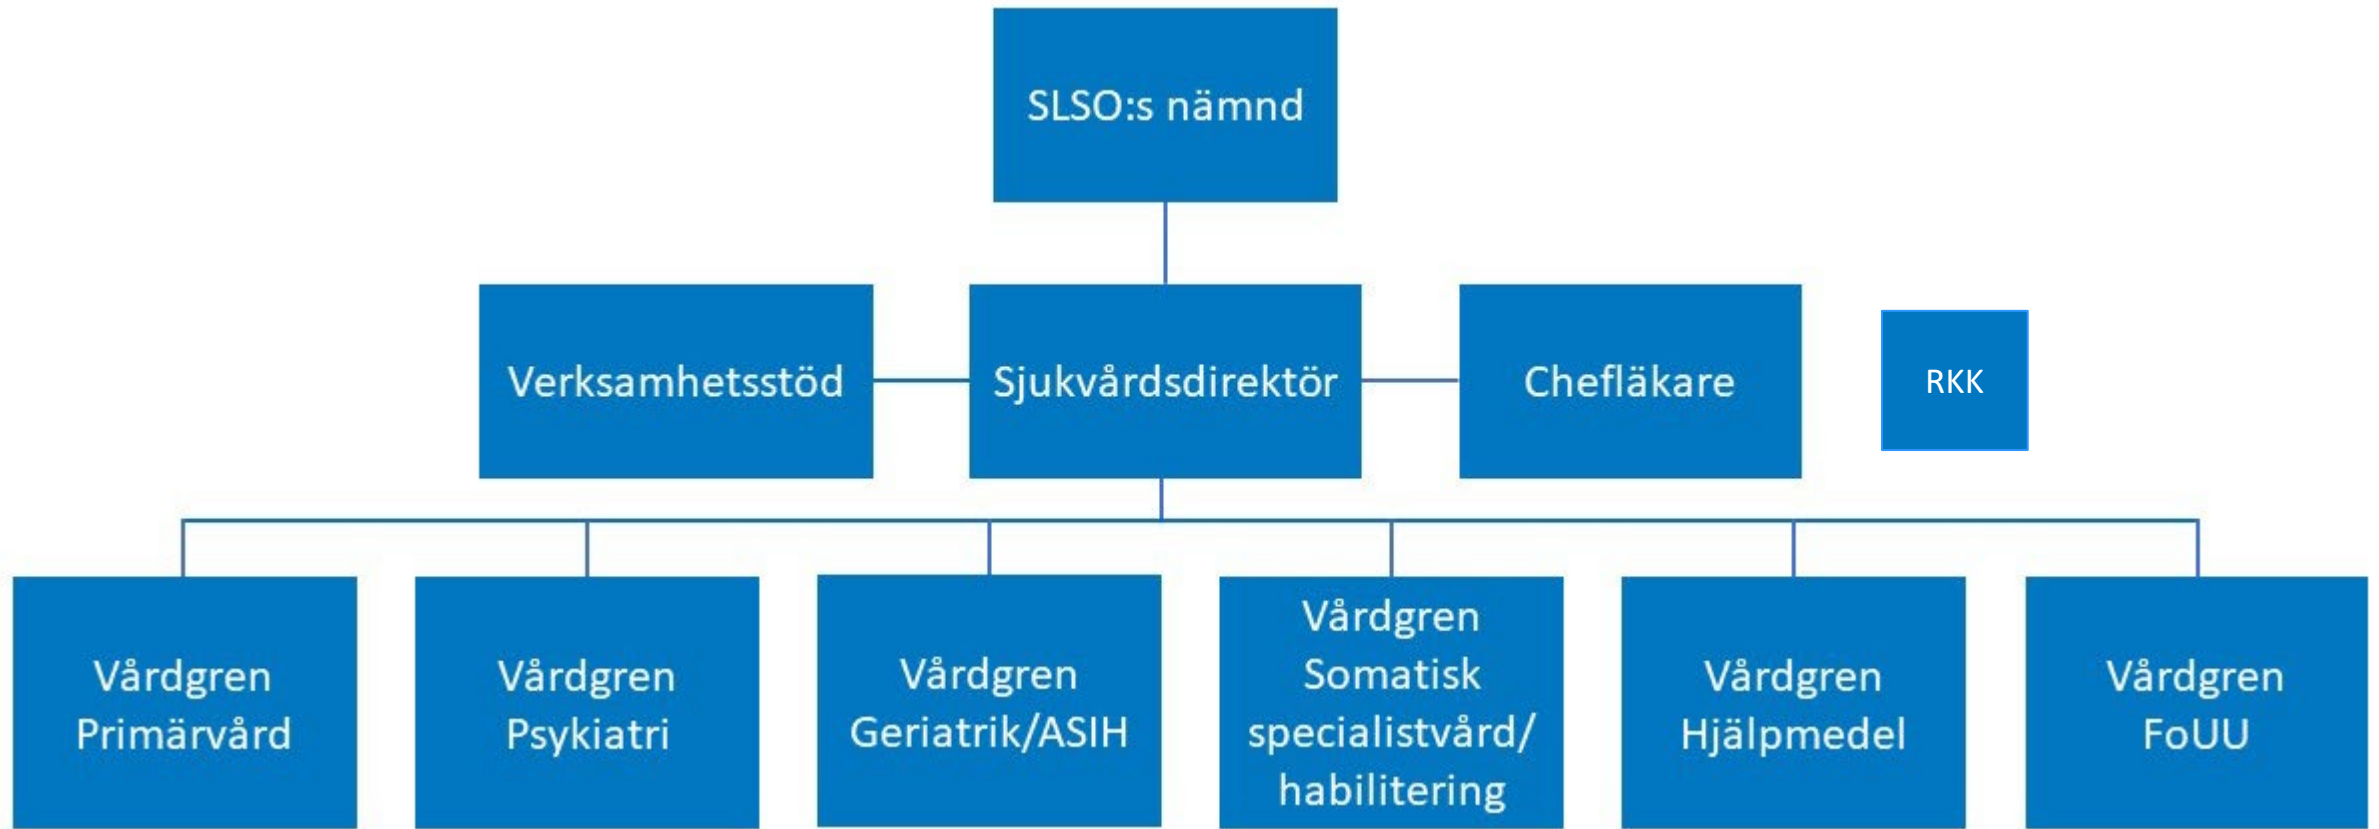 SLSO:s nämnd
Verksamhetsstöd
Sjukvårdsdirektör
Chefläkare
RKK
Vårdgren
Primärvård
Vårdgren
Psykiatri
Vårdgren
Geriatrik/ASIH
Vårdgren
Somatisk
specialistvård/
habilitering
Vårdgren
Hjälpmedel
Vårdgren
FoUU